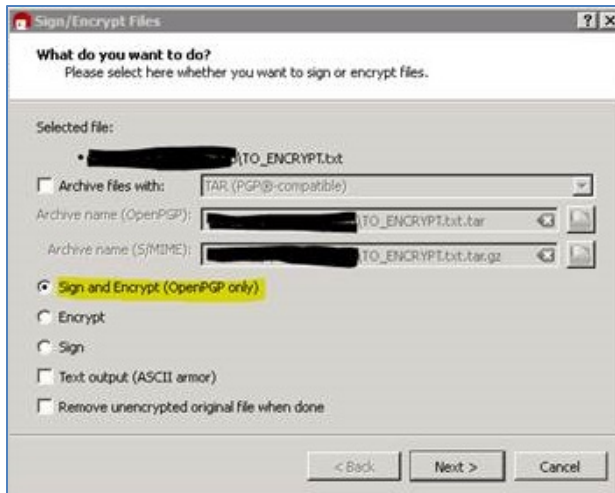 Sign/Encrypt Files
What do you want to do?
Please select here whether you want to sign or encrypt files.
Selected file:
\TO_ENCRYPT.txt
Archive files with: TAR (PGP®-compatible)
Archive name (OpenPGP): \TO_ENCRYPT.txt.tar
Archive name (S/MIME): \TO_ENCRYPT.txt.tar.gz
Sign and Encrypt (OpenPGP only)
Encrypt
Sign
Text output (ASCII armor)
Remove unencrypted original file when done
< Back Next > Cancel